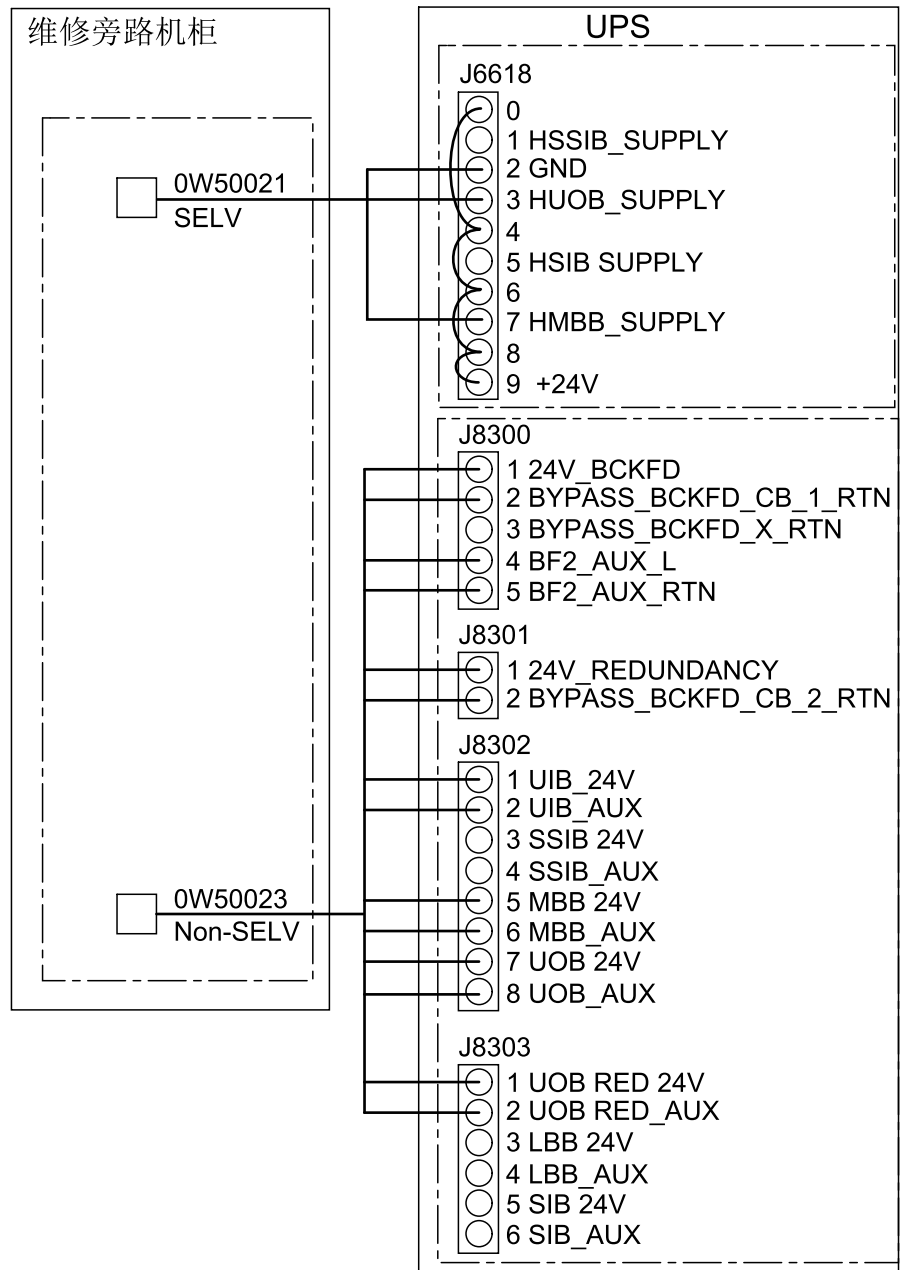 维修旁路机柜
0W50021
SELV
0W50023
Non-SELV
UPS
J6618
0
1 HSSIB_SUPPLY
2 GND
3 HUOB_SUPPLY
4
5 HSIB SUPPLY
6
7 HMBB_SUPPLY
8
9 +24V
J8300
1 24V_BCKFD
2 BYPASS_BCKFD_CB_1_RTN
3 BYPASS_BCKFD_X_RTN
4 BF2_AUX_L
5 BF2_AUX_RTN
J8301
1 24V_REDUNDANCY
2 BYPASS_BCKFD_CB_2_RTN
J8302
1 UIB_24V
2 UIB_AUX
3 SSIB 24V
4 SSIB_AUX
5 MBB 24V
6 MBB_AUX
7 UOB 24V
8 UOB_AUX
J8303
1 UOB RED 24V
2 UOB RED_AUX
3 LBB 24V
4 LBB_AUX
5 SIB 24V
6 SIB_AUX